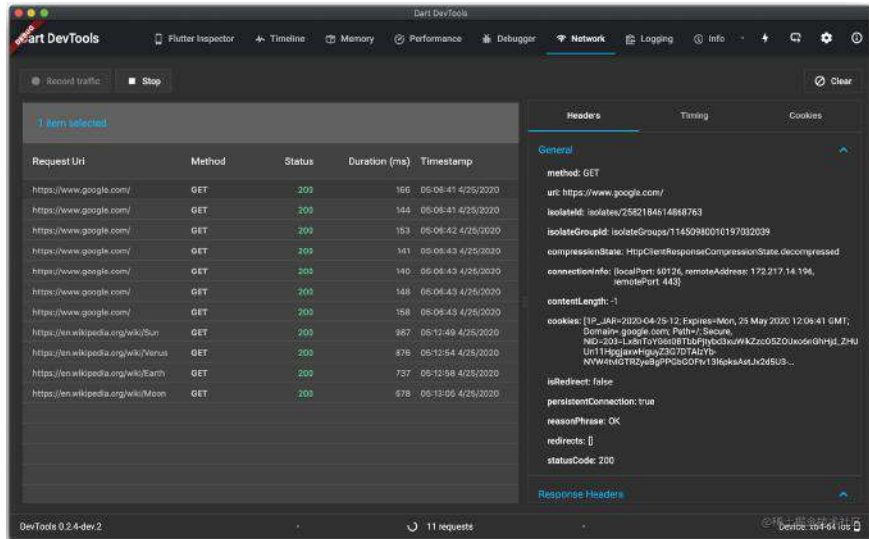 Dart DevTools
DEBUG
Dart DevTools
Flutter Inspector
Timeline
Memory
Performance
Debugger
Network
Logging
Info
Record traffic
Stop
Clear
1 item selected
Request Uri Method Status Duration (ms) Timestamp
https://www.google.com/ GET 200 166 05:06:41 4/25/2020
https://www.google.com/ GET 200 144 05:06:41 4/25/2020
https://www.google.com/ GET 200 153 05:06:42 4/25/2020
https://www.google.com/ GET 200 141 05:06:43 4/25/2020
https://www.google.com/ GET 200 140 05:06:43 4/25/2020
https://www.google.com/ GET 200 148 05:06:43 4/25/2020
https://www.google.com/ GET 200 158 05:06:43 4/25/2020
https://en.wikipedia.org/wiki/Sun GET 200 987 05:12:49 4/25/2020
https://en.wikipedia.org/wiki/Venus GET 200 876 05:12:54 4/25/2020
https://en.wikipedia.org/wiki/Earth GET 200 737 05:12:58 4/25/2020
https://en.wikipedia.org/wiki/Moon GET 200 678 05:13:05 4/25/2020
Headers Timing Cookies
General
method: GET
uri: https://www.google.com/
isolateId: isolates/2582184614868763
isolateGroupId: isolateGroups/11450980010197032039
compressionState: HttpClientResponseCompressionState.decompressed
connectionInfo: {localPort: 60126, remoteAddress: 172.217.14.196,
remotePort: 443}
contentLength: -1
cookies: [1P_JAR=2020-04-25-12; Expires=Mon, 25 May 2020 12:06:41 GMT;
Domain=.google.com; Path=/; Secure,
isRedirect: false
persistentConnection: true
reasonPhrase: OK
redirects: []
statusCode: 200
Response Headers
DevTools 0.2.4-dev.2
11 requests
Device: x64-64 ios
@稀土掘金技术社区